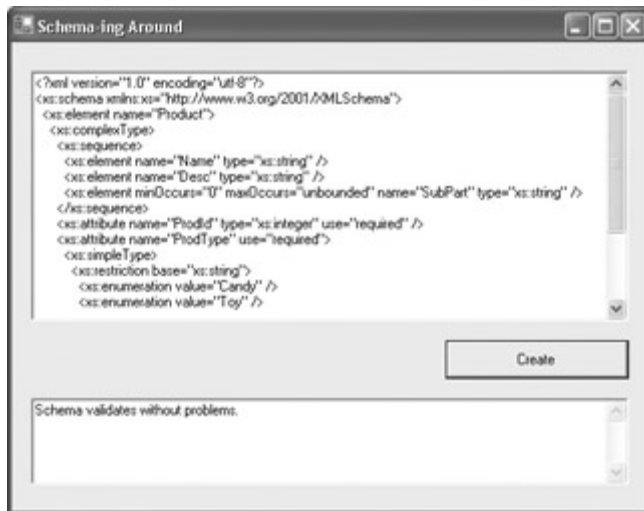 Schema-ing Around
<?xml version="1.0" encoding="utf-8"?>
<xs:schema xmlns:xs="http://www.w3.org/2001/XMLSchema">
<xs:element name="Product">
<xs:complexType>
<xs:sequence>
<xs:element name="Name" type="xs:string" />
<xs:element name="Desc" type="xs:string" />
<xs:element minOccurs="0" maxOccurs="unbounded" name="SubPart" type="xs:string" />
</xs:sequence>
<xs:attribute name="ProdId" type="xs:integer" use="required" />
<xs:attribute name="ProdType" use="required">
<xs:simpleType>
<xs:restriction base="xs:string">
<xs:enumeration value="Candy" />
<xs:enumeration value="Toy" />
Create
Schema validates without problems.